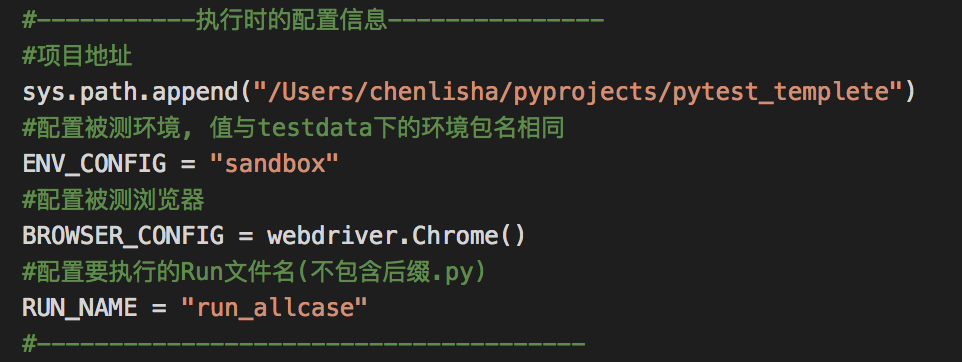 #-----------执行时的配置信息---------------
#项目地址
sys.path.append("/Users/chenlisha/pyprojects/pytest_templete")
#配置被测环境, 值与testdata下的环境包名相同
ENV_CONFIG = "sandbox"
#配置被测浏览器
BROWSER_CONFIG = webdriver.Chrome()
#配置要执行的Run文件名(不包含后缀.py)
RUN_NAME = "run_allcase"
#--------------------------------------